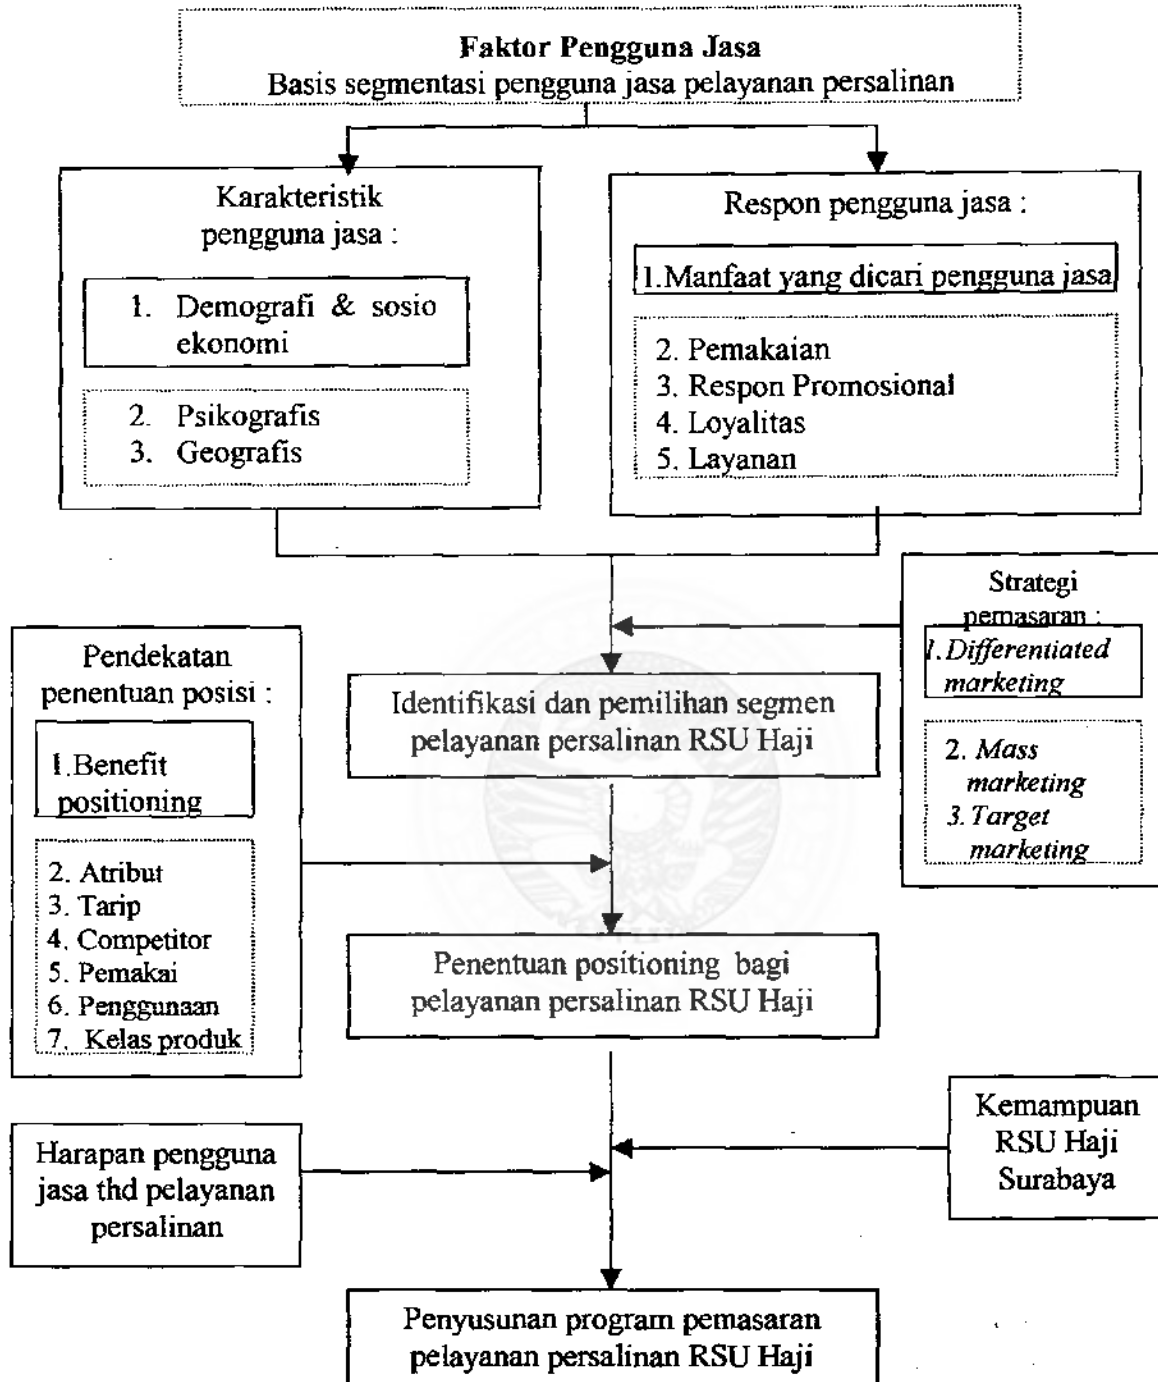 Faktor Pengguna Jasa
Basis segmentasi pengguna jasa pelayanan persalinan
Karakteristik
pengguna jasa :
1. Demografi & sosio
ekonomi
2. Psikografis
3. Geografis
Respon pengguna jasa :
1.Manfaat yang dicari pengguna jasa
2. Pemakaian
3. Respon Promosional
4. Loyalitas
5. Layanan
Strategi
pemasaran :
1.Differentiated
marketing
2. Mass
marketing
3. Target
marketing
Pendekatan
penentuan posisi :
1.Benefit
positioning
2. Atribut
3. Tarip
4. Competitor
5. Pemakai
6. Penggunaan
7. Kelas produk
Identifikasi dan pemilihan segmen
pelayanan persalinan RSU Haji
Penentuan positioning bagi
pelayanan persalinan RSU Haji
Kemampuan
RSU Haji
Surabaya
Harapan pengguna
jasa thd pelayanan
persalinan
Penyusunan program pemasaran
pelayanan persalinan RSU Haji